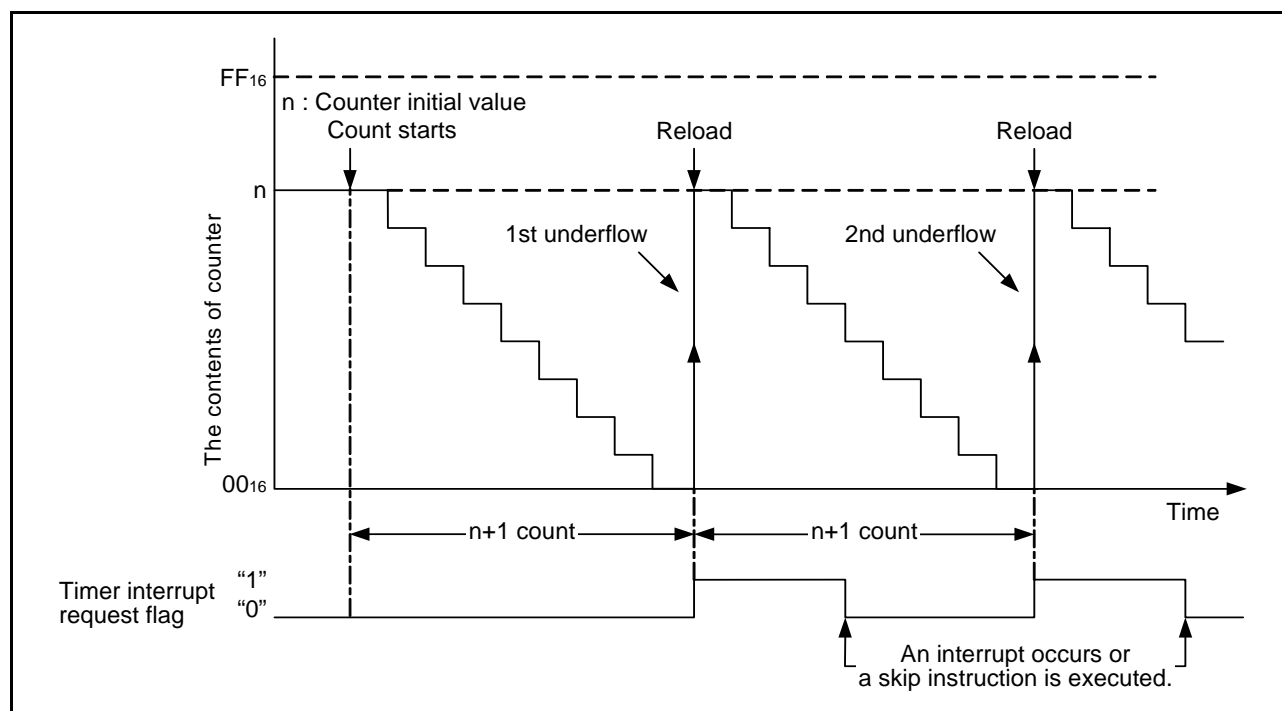 FF16
n : Counter initial value
Count starts
Reload
Reload
n
1st underflow
2nd underflow
The contents of counter
0016
Time
n+1 count
n+1 count
Timer interrupt
request flag
“1”
“0”
An interrupt occurs or
a skip instruction is executed.